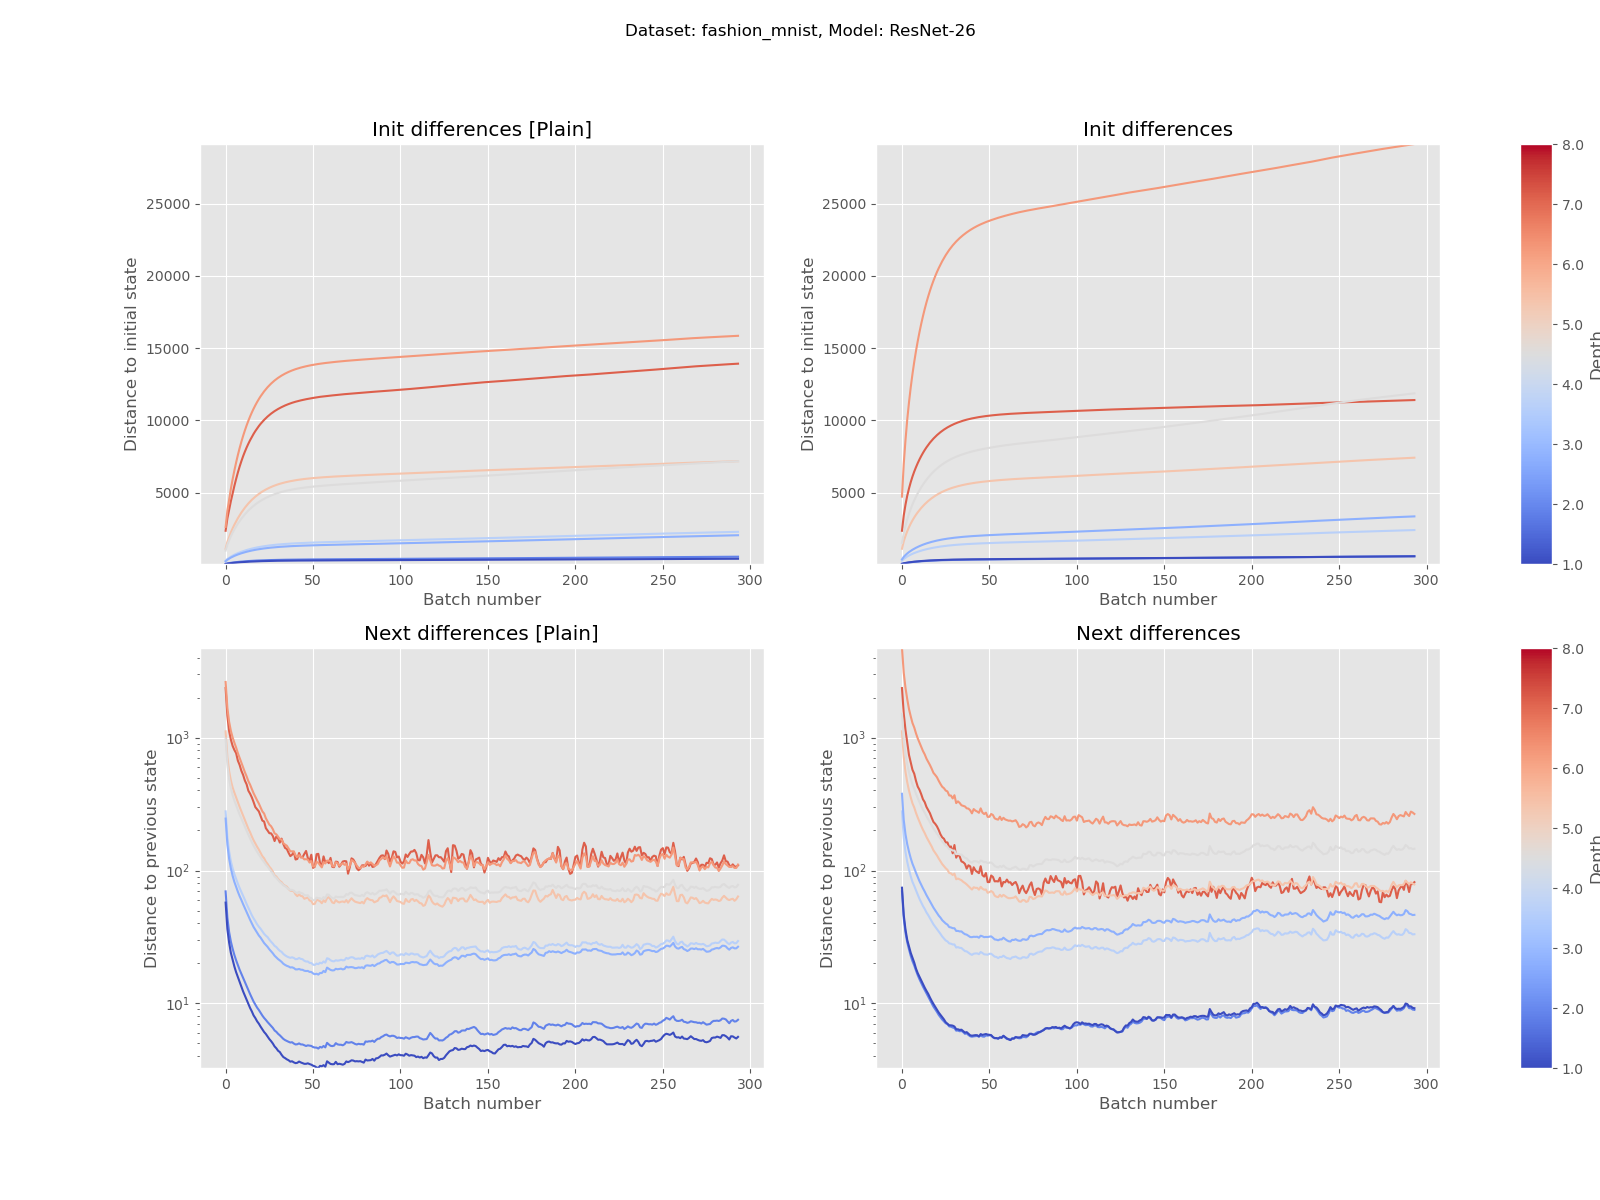 Dataset: fashion_mnist, Model: ResNet-26
Init differences [Plain]
Distance to initial state
25000
20000
15000
10000
5000
0 50 100 150 200 250 300
Batch number
Init differences
Distance to initial state
25000
20000
15000
10000
5000
0 50 100 150 200 250 300
Batch number
8.0
7.0
6.0
5.0
4.0
3.0
2.0
1.0
Depth
Next differences [Plain]
Distance to previous state
10³
10²
10¹
0 50 100 150 200 250 300
Batch number
Next differences
Distance to previous state
10³
10²
10¹
0 50 100 150 200 250 300
Batch number
8.0
7.0
6.0
5.0
4.0
3.0
2.0
1.0
Depth